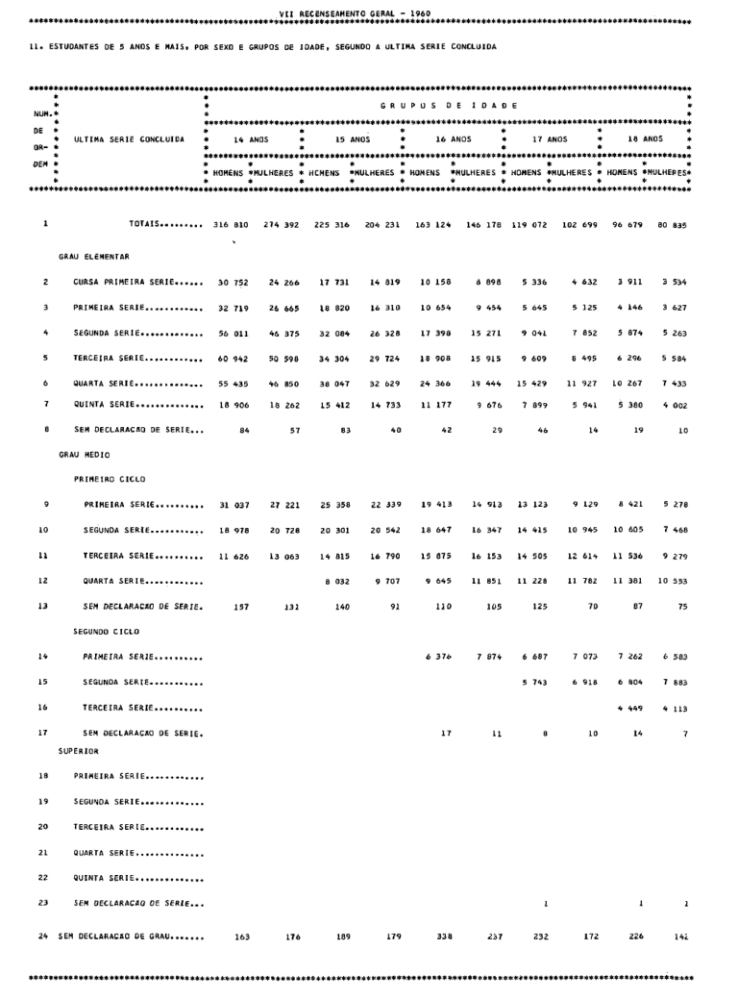 VII RECENSEAMENTO GERAL - 1960
11. ESTUDANTES DE 5 ANOS E MAIS, POR SEXO E GRUPOS DE IDADE, SEGUNDO A ULTIMA SERIE CONCLUIDA
GRUPOS DE IDADE
NUM.
DE
OR-
DEM
ULTIMA SERIE CONCLUIDA 14 ANOS 15 ANOS 16 ANOS 17 ANOS 18 ANOS
HOMENS *MULHERES * HCMENS *MULHERES * HOMENS *MULHERES * HOMENS *MULHERES * HOMENS *MULHERES*
1 TOTAIS......... 316 810 274 392 225 316 204 231 163 124 146 178 119 072 102 699 96 679 80 835
GRAU ELEMENTAR
2 CURSA PRIMEIRA SERIE...... 30 752 24 266 17 731 14 819 10 158 8 898 5 336 4 632 3 911 3 534
3 PRIMEIRA SERIE............ 32 719 26 665 18 820 16 310 10 654 9 454 5 645 5 125 4 146 3 627
4 SEGUNDA SERIE............. 56 011 46 375 32 084 26 328 17 398 15 271 9 041 7 852 5 874 5 263
5 TERCEIRA SERIE............ 60 942 50 598 34 304 29 724 18 908 15 915 9 609 8 495 6 296 5 584
6 QUARTA SERIE.............. 55 435 46 850 38 047 32 629 24 366 19 444 15 429 11 927 10 267 7 433
7 QUINTA SERIE.............. 18 906 18 262 15 412 14 733 11 177 9 676 7 899 5 941 5 380 4 002
8 SEM DECLARACAO DE SERIE... 84 57 83 40 42 29 46 14 19 10
GRAU MEDIO
PRIMEIRO CICLO
9 PRIMEIRA SERIE.......... 31 037 27 221 25 358 22 339 19 413 14 913 13 123 9 129 8 421 5 278
10 SEGUNDA SERIE........... 18 978 20 728 20 301 20 542 18 647 16 347 14 415 10 945 10 605 7 468
11 TERCEIRA SERIE.......... 11 626 13 063 14 815 16 790 15 875 16 153 14 505 12 614 11 536 9 279
12 QUARTA SERIE............ 8 032 9 707 9 645 11 851 11 228 11 782 11 381 10 553
13 SEM DECLARACAO DE SERIE. 157 131 140 91 110 105 125 70 87 75
SEGUNDO CICLO
14 PRIMEIRA SERIE.......... 6 376 7 874 6 687 7 073 7 262 6 583
15 SEGUNDA SERIE........... 5 743 6 918 6 804 7 883
16 TERCEIRA SERIE.......... 4 449 4 113
17 SEM DECLARACAO DE SERIE. 17 11 8 10 14 7
SUPERIOR
18 PRIMEIRA SERIE............
19 SEGUNDA SERIE.............
20 TERCEIRA SERIE............
21 QUARTA SERIE..............
22 QUINTA SERIE..............
23 SEM DECLARACAO DE SERIE... 1 1 1
24 SEM DECLARACAO DE GRAU....... 163 176 189 179 338 237 232 172 226 142